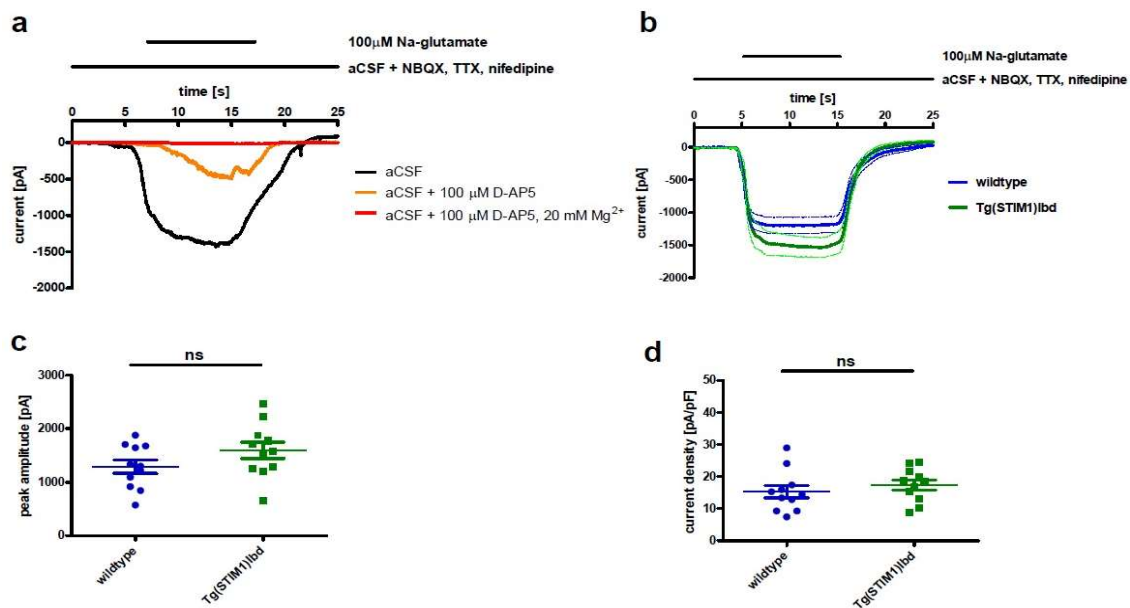 a
100µM Na-glutamate
aCSF + NBQX, TTX, nifedipine
time [s]
0 5 10 15 20 25
0
-500
-1000
-1500
-2000
current [pA]
aCSF
aCSF + 100 µM D-AP5
aCSF + 100 µM D-AP5, 20 mM Mg2+
b
100µM Na-glutamate
aCSF + NBQX, TTX, nifedipine
time [s]
0 5 10 15 20 25
0
-500
-1000
-1500
-2000
current [pA]
wildtype
Tg(STIM1)Ibd
c
ns
3000
2000
1000
0
peak amplitude [pA]
wildtype
Tg(STIM1)Ibd
d
ns
50
40
30
20
10
0
current density [pA/pF]
wildtype
Tg(STIM1)Ibd